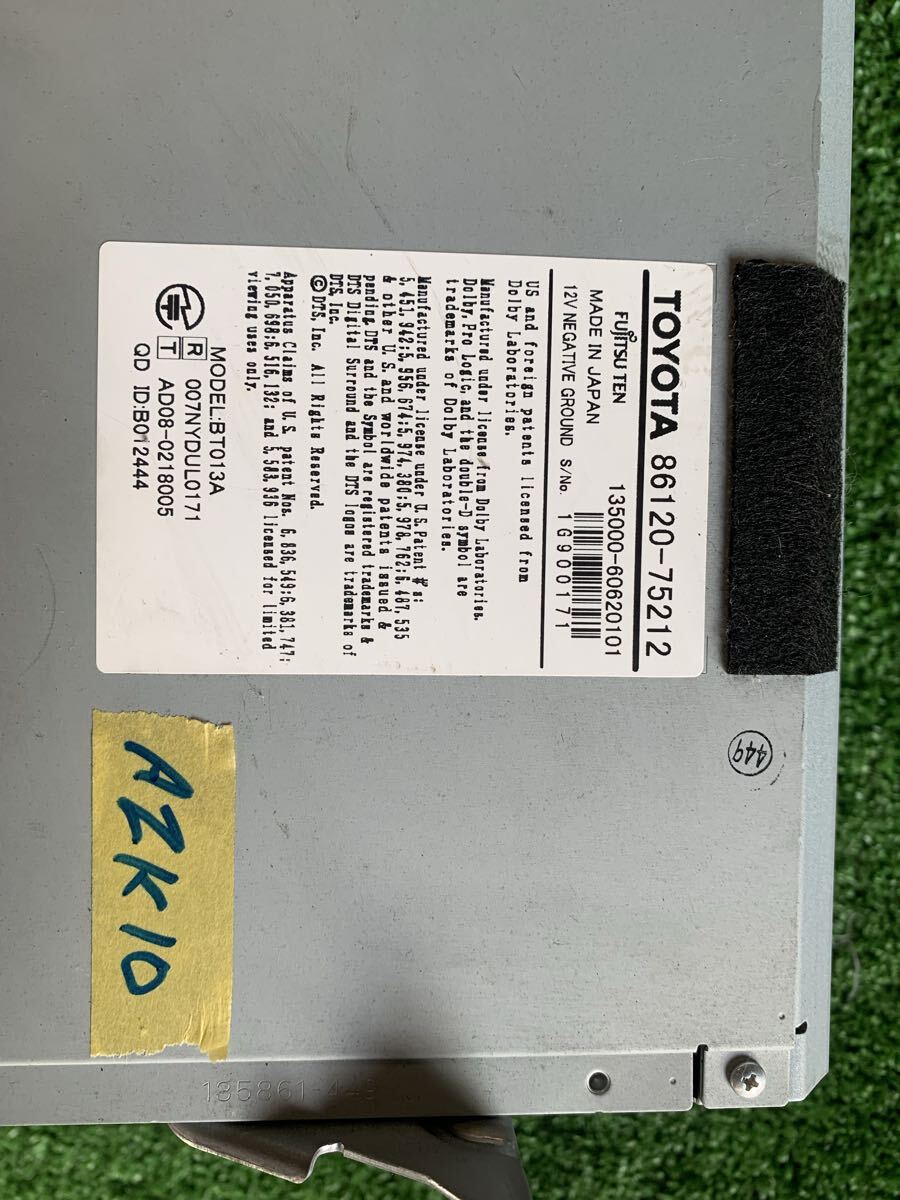 TOYOTA 86120-75212
FUJITSU TEN 135000-60620101
MADE IN JAPAN
12V NEGATIVE GROUND S/No. 1G900171
US and foreign patents licensed from
Dolby Laboratories.
Manufactured under license from Dolby Laboratories.
Dolby, Pro Logic, and the double-D symbol are
trademarks of Dolby Laboratories.
Manufactured under license under U.S. Patent #'s:
5,451,942;5,956,674;5,974,380;5,978,762;6,487,535
& other U.S. and worldwide patents issued &
pending. DTS and the Symbol are registered trademarks &
DTS Digital Surround and the DTS logos are trademarks of
DTS, Inc.
©DTS, Inc. All Rights Reserved.
Apparatus Claims of U.S. patent Nos. 6,836,549;6,381,747;
7,050,698;6,516,132; and 5,583,936 licensed for limited
viewing uses only.
MODEL:BT013A
R 007NYDUL0171
T AD08-0218005
QD ID:B012444
449
AZK10